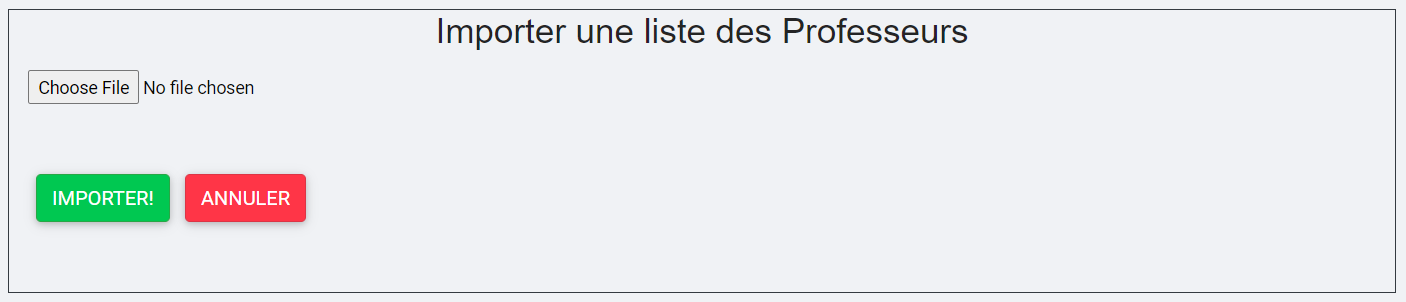 Importer une liste des Professeurs
Choose File No file chosen
IMPORTER! ANNULER